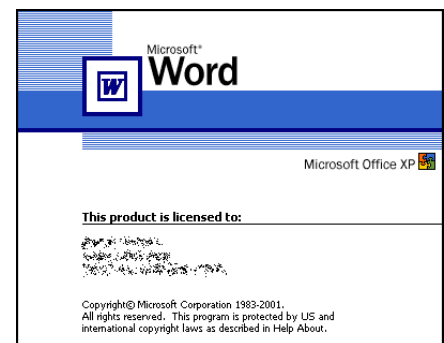 Microsoft®
Word
W
Microsoft Office XP
This product is licensed to:
Copyright© Microsoft Corporation 1983-2001.
All rights reserved.  This program is protected by US and
international copyright laws as described in Help About.